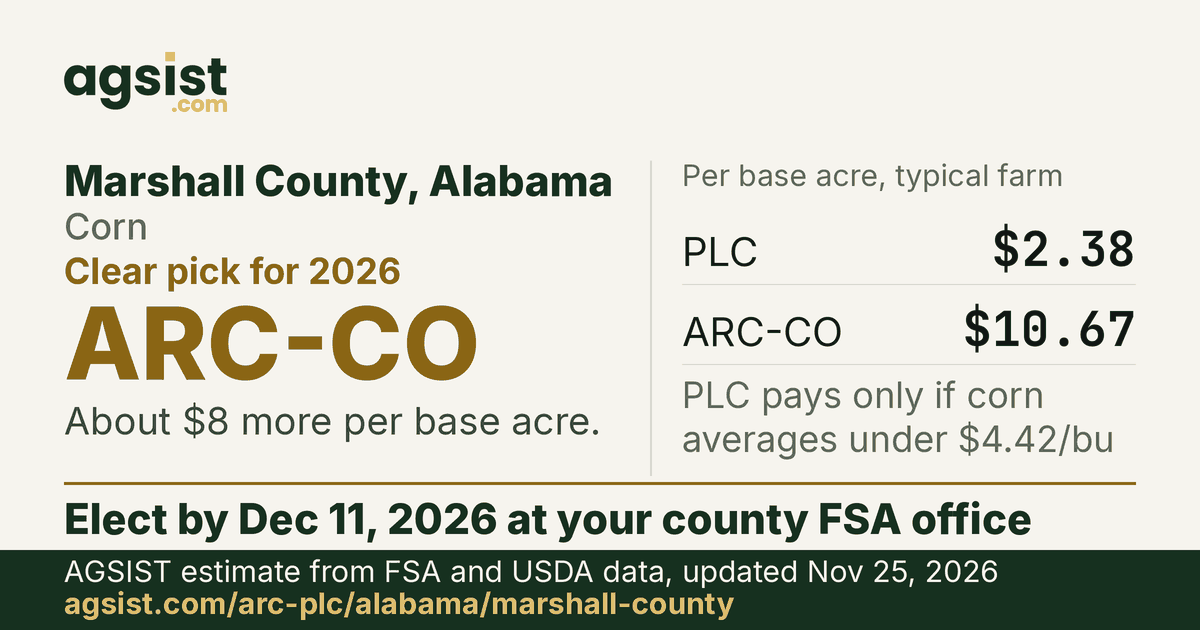 agsist
.com
Marshall County, Alabama
Corn
Clear pick for 2026
ARC-CO
About $8 more per base acre.
Per base acre, typical farm
PLC $2.38
ARC-CO $10.67
PLC pays only if corn
averages under $4.42/bu
Elect by Dec 11, 2026 at your county FSA office
AGSIST estimate from FSA and USDA data, updated Nov 25, 2026
agsist.com/arc-plc/alabama/marshall-county